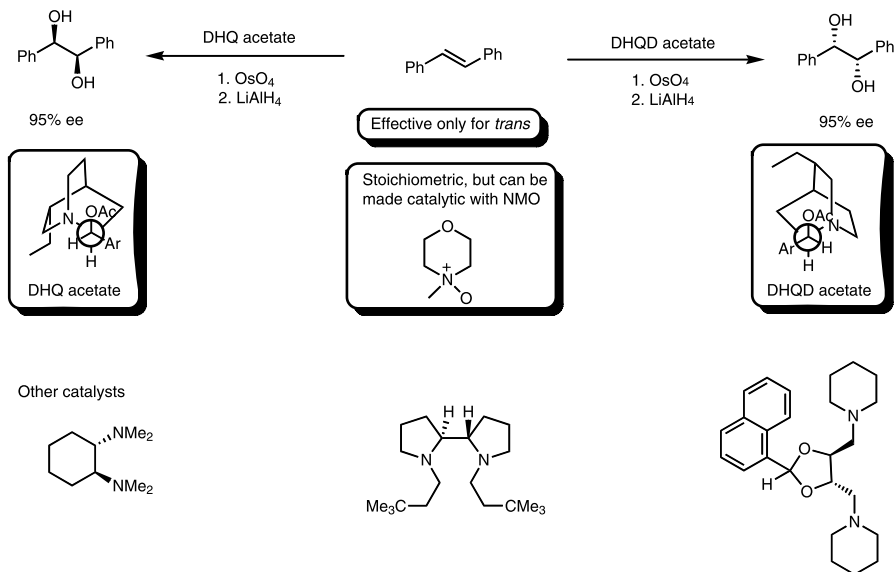 OH
Ph
Ph
OH
95% ee
DHQ acetate
1. OsO4
2. LiAlH4
Ph
Ph
Effective only for trans
DHQD acetate
1. OsO4
2. LiAlH4
OH
Ph
Ph
OH
95% ee
N
OAc
H
Ar
H
DHQ acetate
Stoichiometric, but can be
made catalytic with NMO
O
+
N
O
OAc
N
Ar
H
H
DHQD acetate
Other catalysts
NMe2
NMe2
H
H
N
N
Me3C
CMe3
N
O
H
O
N